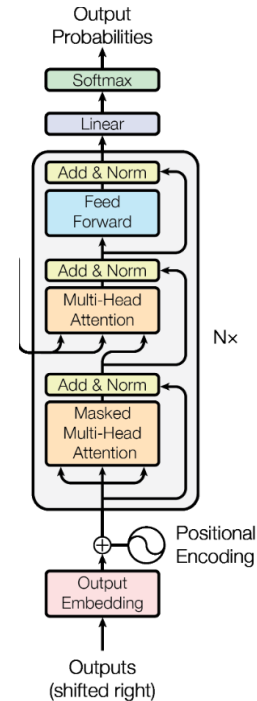 Output
Probabilities
Softmax
Linear
Add & Norm
Feed
Forward
Add & Norm
Multi-Head
Attention
N×
Add & Norm
Masked
Multi-Head
Attention
Positional
Encoding
Output
Embedding
Outputs
(shifted right)